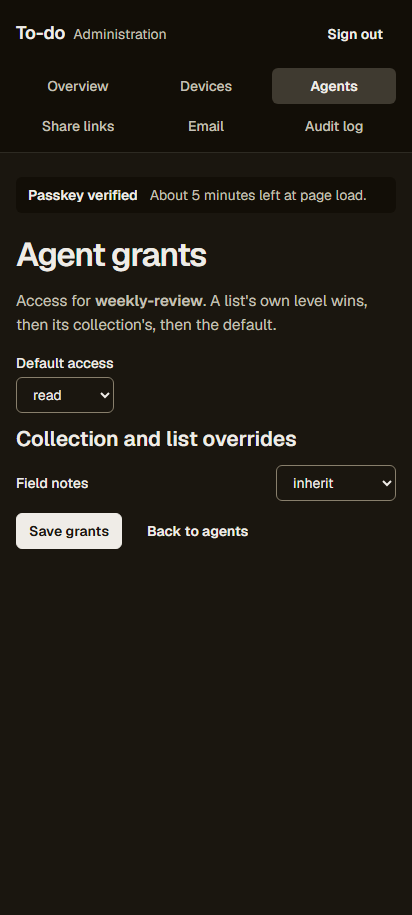 To-do Administration Sign out
Overview Devices Agents
Share links Email Audit log
Passkey verified About 5 minutes left at page load.
Agent grants
Access for weekly-review. A list's own level wins,
then its collection's, then the default.
Default access
read
Collection and list overrides
Field notes inherit
Save grants Back to agents